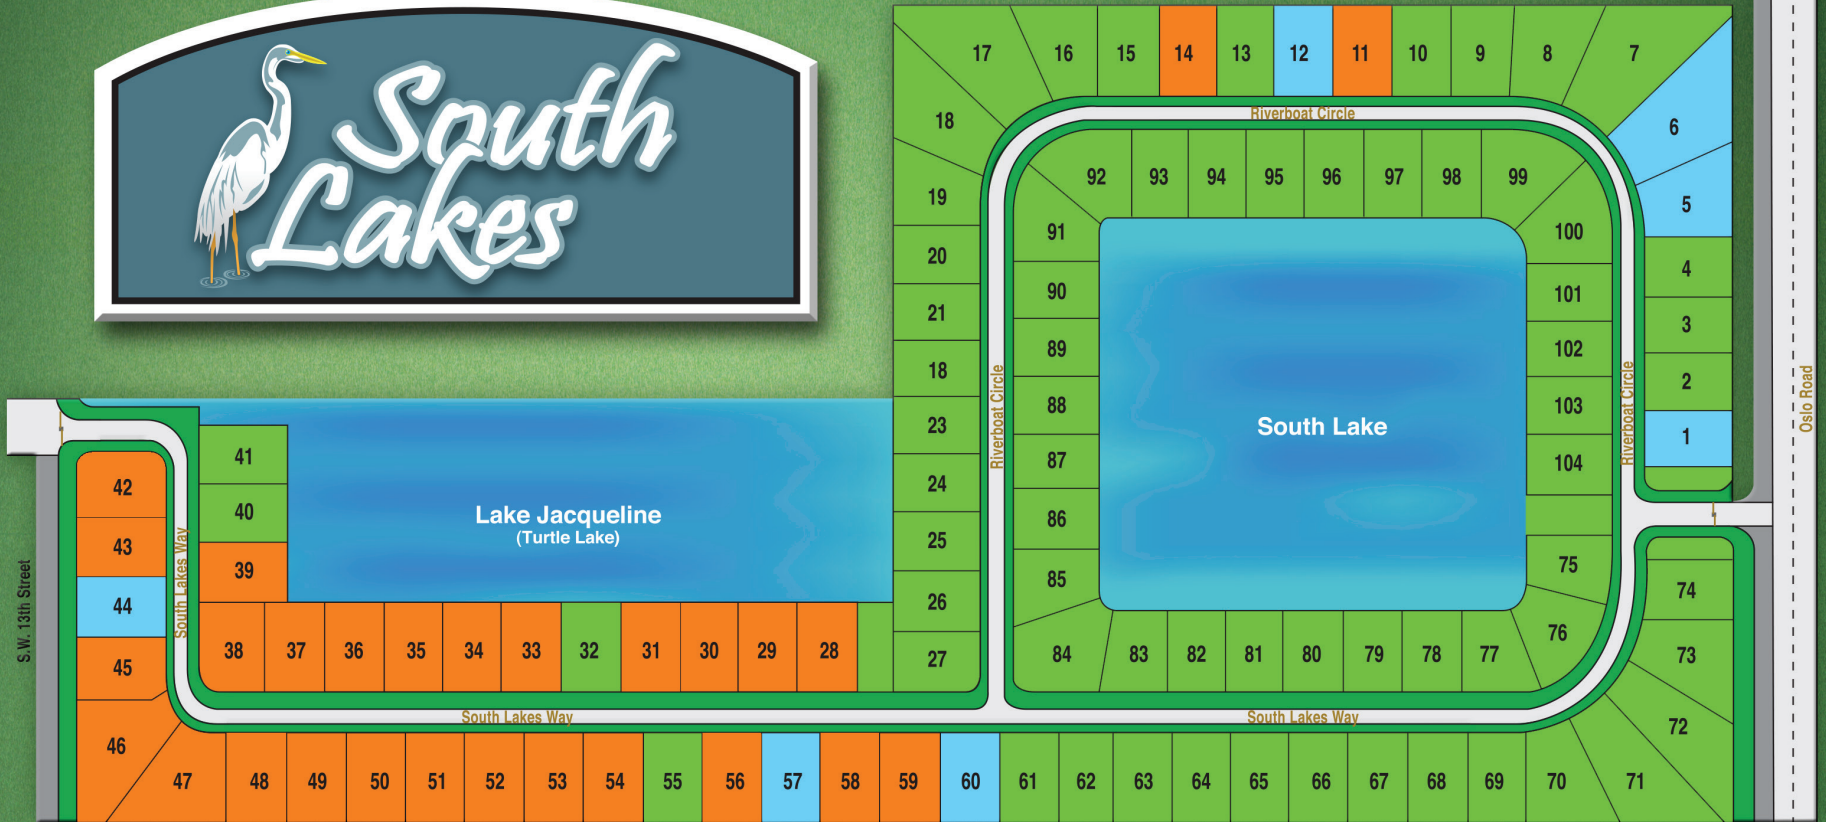 South
Lakes
17 16 15 14 13 12 11 10 9 8 7
Riverboat Circle
18
6
92 93 94 95 96 97 98 99
19
5
91
100
20
4
90
101
21
3
89
102
18
2
88
103
23
1
Riverboat Circle
Riverboat Circle
Oslo Road
South Lake
87
104
24
86
25
75
85
26
74
76
27
84 83 82 81 80 79 78 77
73
72
41
40
39
Lake Jacqueline
(Turtle Lake)
42
43
44
45
46
S.W. 13th Street
South Lakes Way
38 37 36 35 34 33 32 31 30 29 28
South Lakes Way
South Lakes Way
47 48 49 50 51 52 53 54 55 56 57 58 59 60 61 62 63 64 65 66 67 68 69 70 71